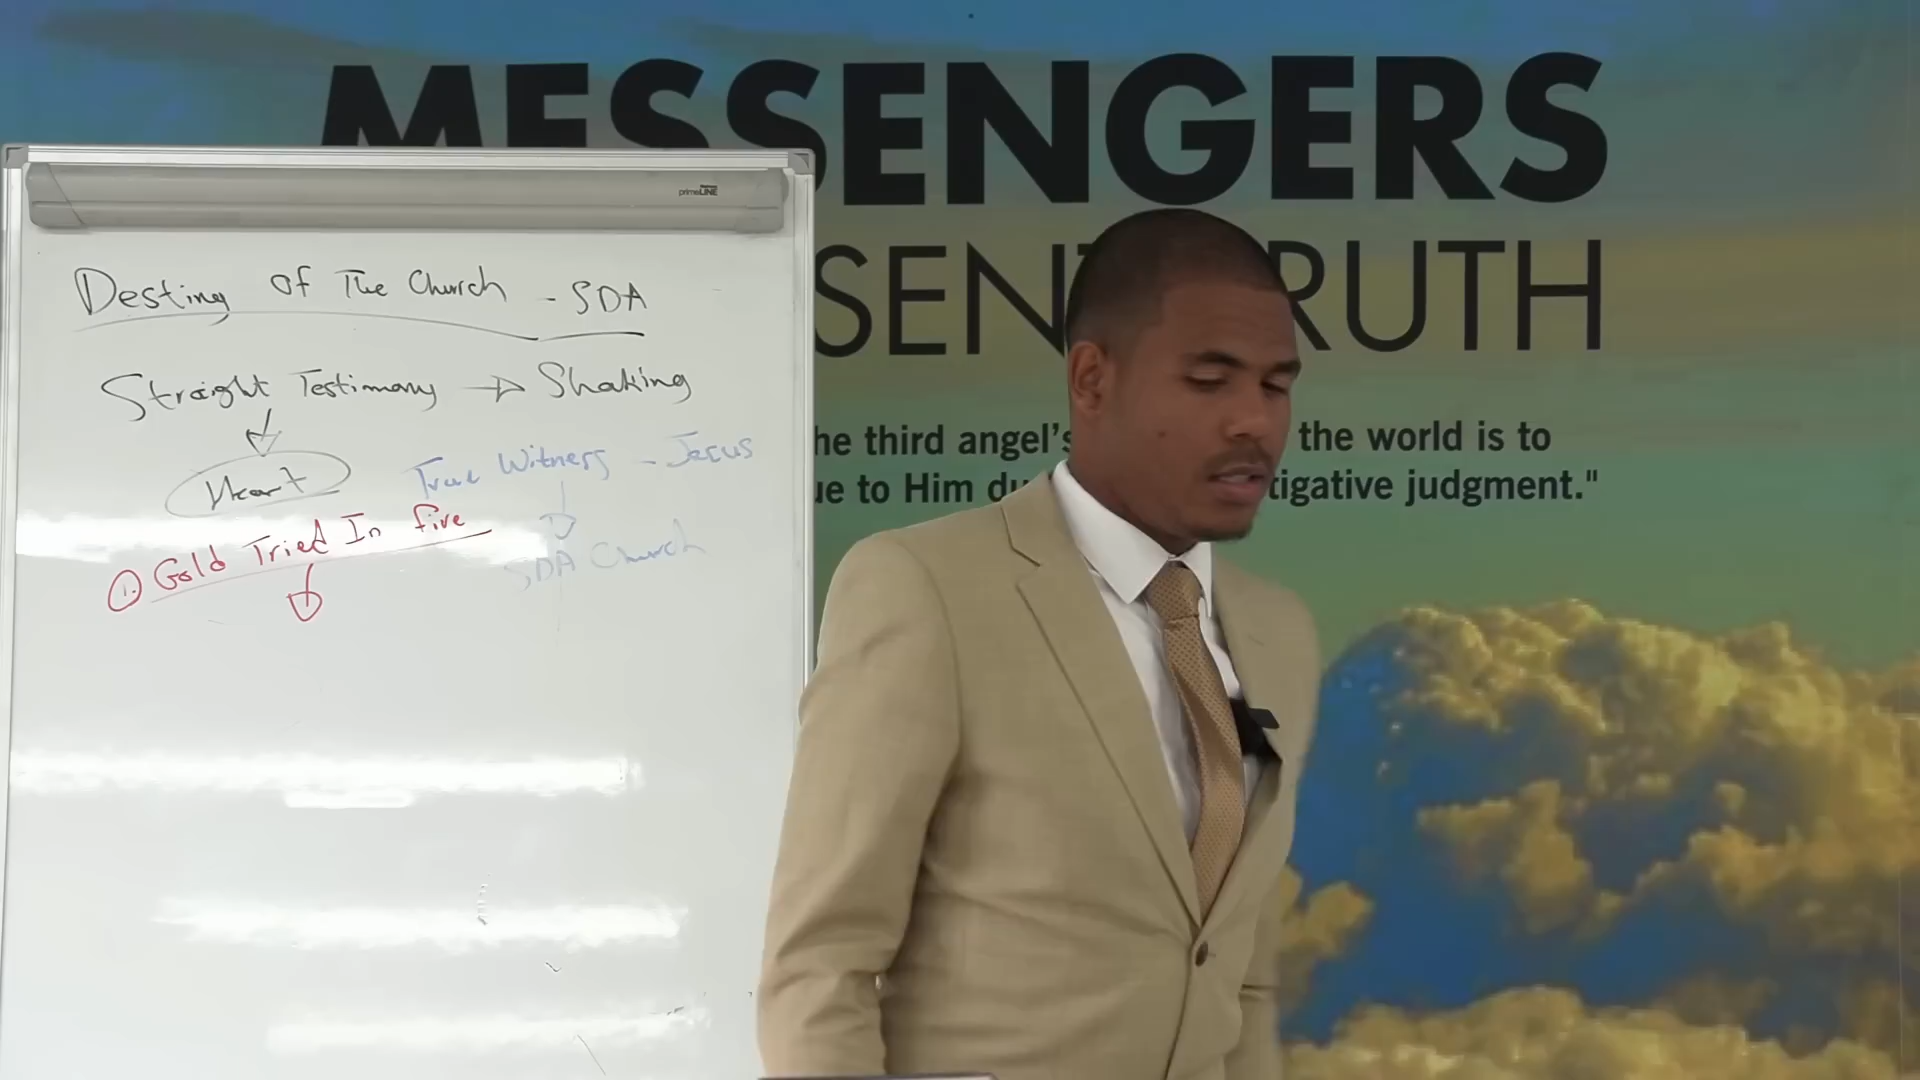 MESSENGERS
SEN RUTH
he third angel's the world is to
ue to Him du tigative judgment."
primeLINE
Destiny of The Church - SDA
Straight Testimony → Shaking
Heart
True Witness - Jesus
SDA Church
1. Gold Tried In fire